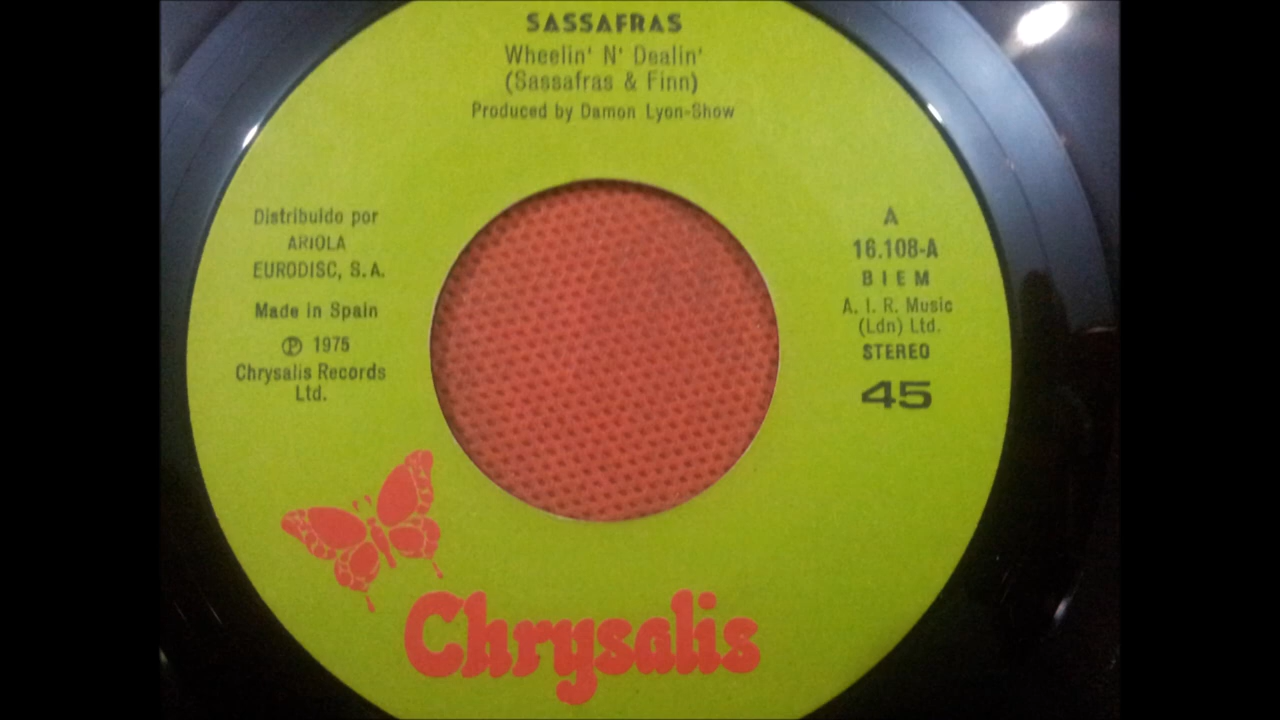 SASSAFRAS
Wheelin' N' Dealin'
(Sassafras & Finn)
Produced by Damon Lyon-Show
Distribuido por
ARIOLA
EURODISC, S.A.
Made in Spain
Ⓟ 1975
Chrysalis Records
Ltd.
A
16.108-A
BIEM
A. I. R. Music
(Ldn) Ltd.
STEREO
45
Chrysalis